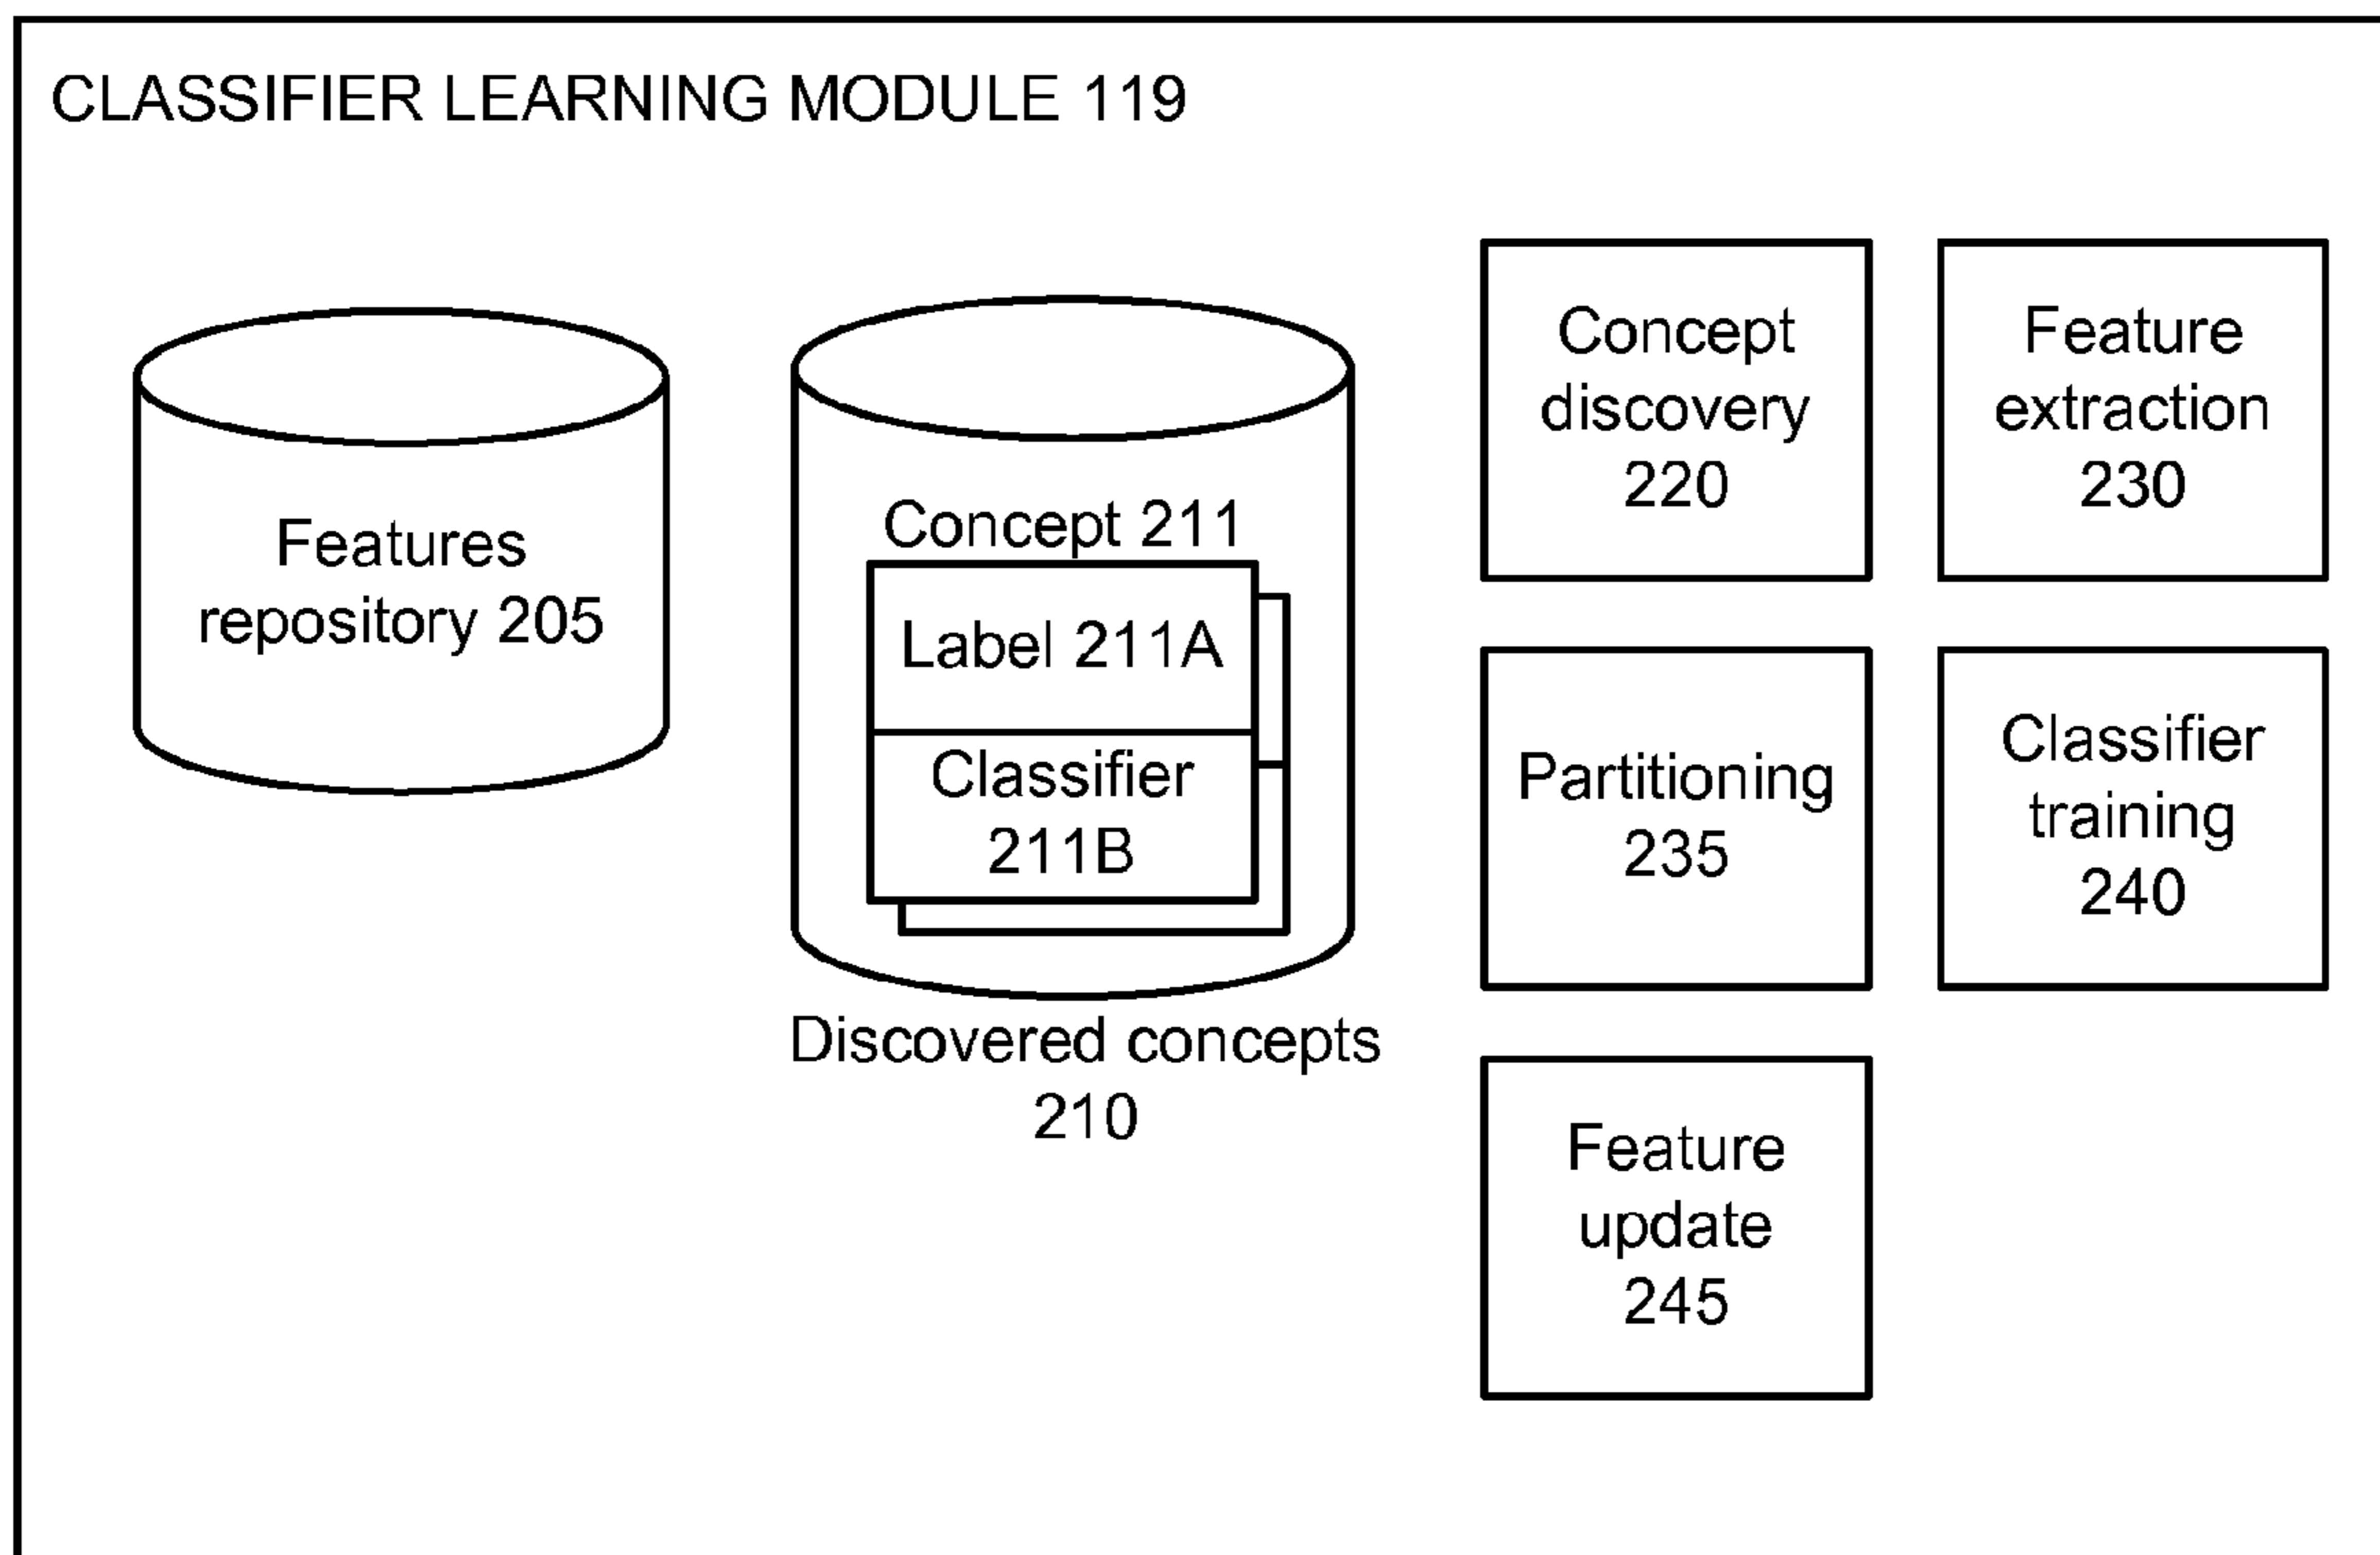 CLASSIFIER LEARNING MODULE 119
Features
repository 205
Concept 211
Label 211A
Classifier
211B
Discovered concepts
210
Concept
discovery
220
Feature
extraction
230
Partitioning
235
Classifier
training
240
Feature
update
245